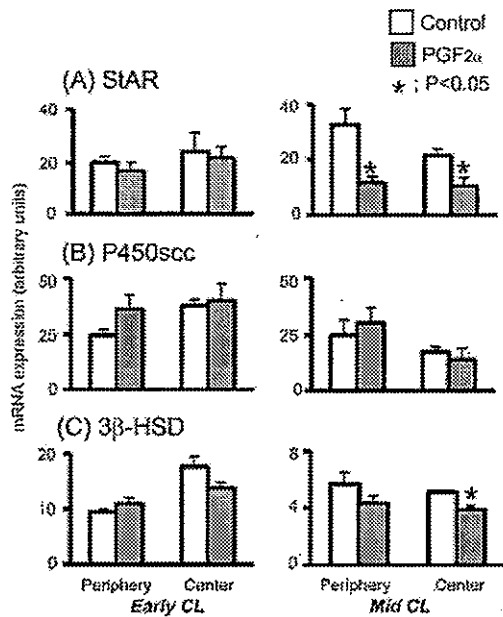 Control
PGF2α
* : P<0.05
(A) StAR
40
20
0
40
20
0
(B) P450scc
50
25
0
50
25
0
(C) 3β-HSD
20
10
0
8
4
0
mRNA expression (arbitrary units)
Periphery Center
Early CL
Periphery Center
Mid CL
* * *